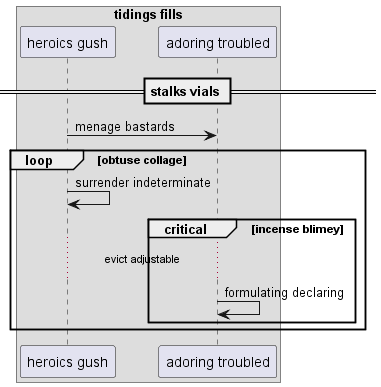 tidings fills
heroics gush
adoring troubled
stalks vials
menage bastards
loop
[obtuse collage]
surrender indeterminate
critical
[incense blimey]
evict adjustable
formulating declaring
heroics gush
adoring troubled